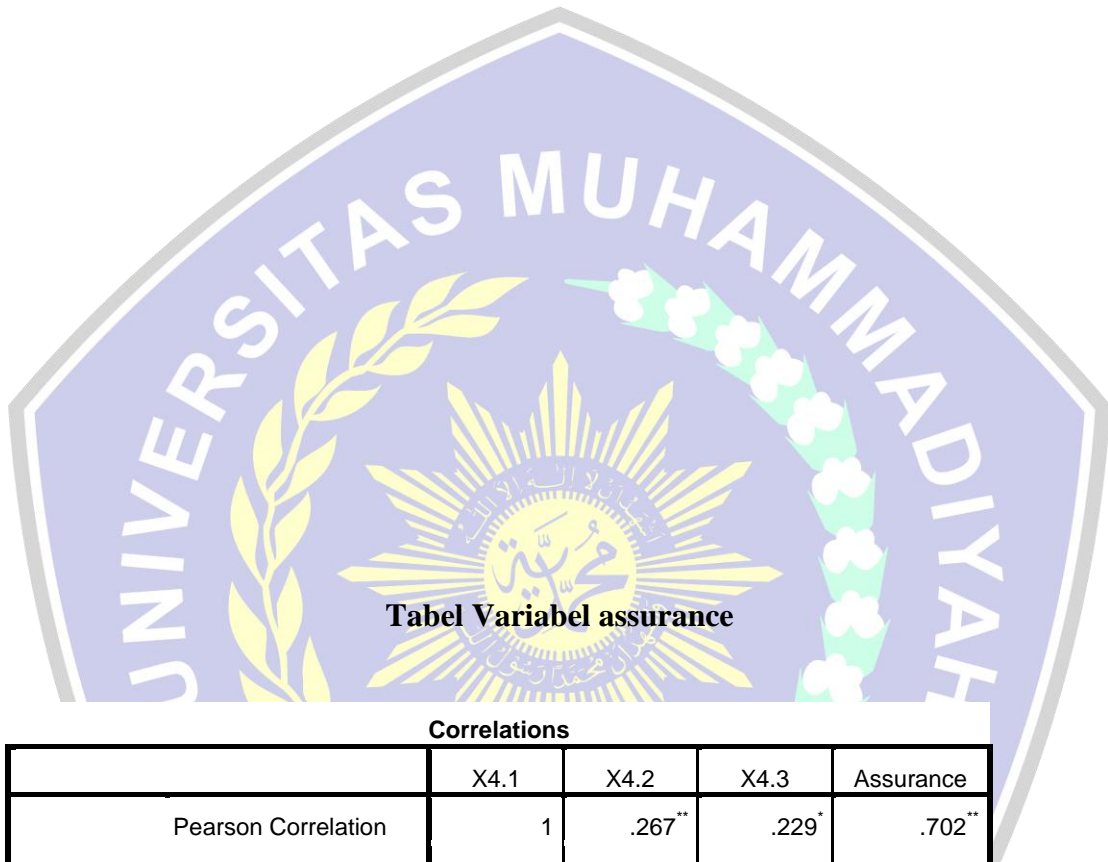 UNIVERSITAS MUHAMMADIYAH
Tabel Variabel assurance
Correlations
X4.1 X4.2 X4.3 Assurance
Pearson Correlation 1 .267** .229* .702**